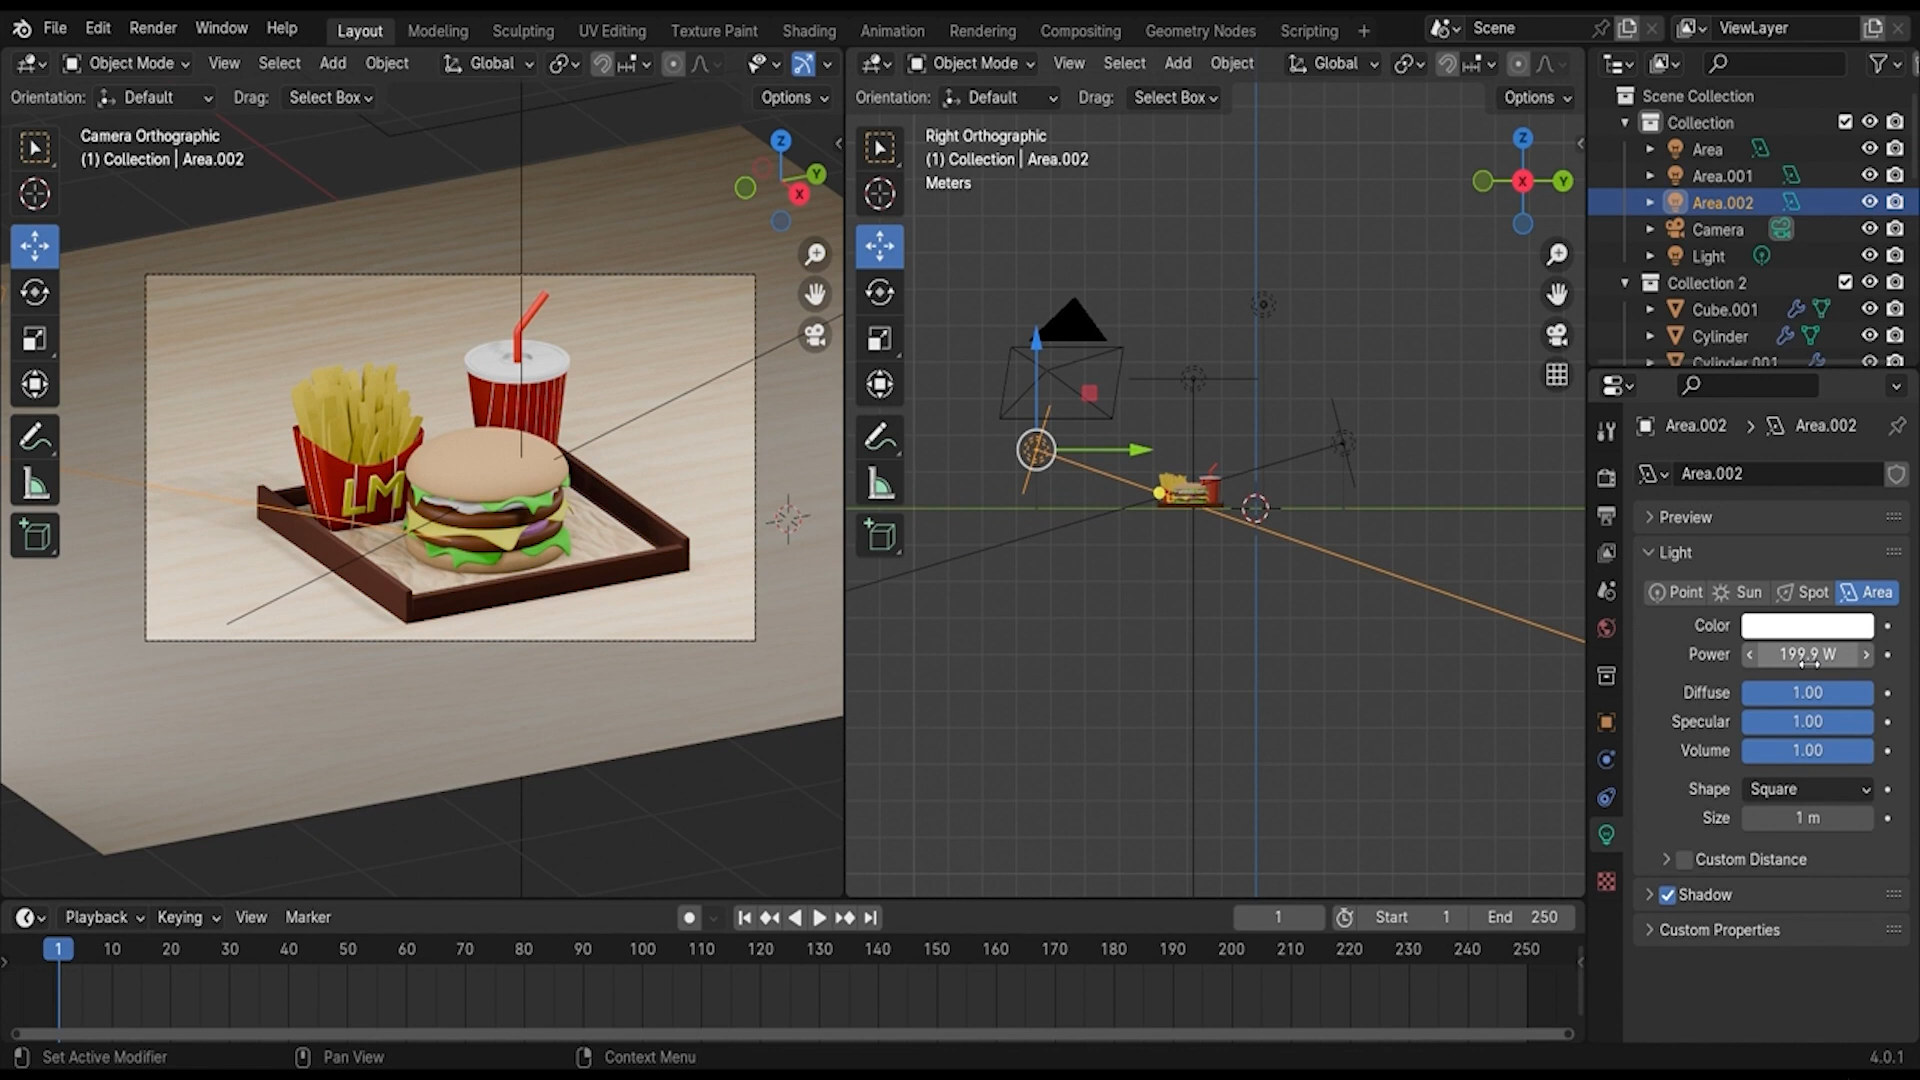 File Edit Render Window Help Layout Modeling Sculpting UV Editing Texture Paint Shading Animation Rendering Compositing Geometry Nodes Scripting + Scene ViewLayer
Object Mode View Select Add Object Global
Orientation: Default Drag: Select Box Options
Camera Orthographic
(1) Collection | Area.002
Z
Y
X
LM
Object Mode View Select Add Object Global
Orientation: Default Drag: Select Box Options
Right Orthographic
(1) Collection | Area.002
Meters
Z
X Y
Scene Collection
Collection
Area
Area.001
Area.002
Camera
Light
Collection 2
Cube.001
Cylinder
Cylinder.001
Area.002 > Area.002
Area.002
Preview
Light
Point Sun Spot Area
Color
Power 199.9 W
Diffuse 1.00
Specular 1.00
Volume 1.00
Shape Square
Size 1 m
Custom Distance
Shadow
Custom Properties
Playback Keying View Marker 1 Start 1 End 250
1 10 20 30 40 50 60 70 80 90 100 110 120 130 140 150 160 170 180 190 200 210 220 230 240 250
Set Active Modifier Pan View Context Menu 4.0.1